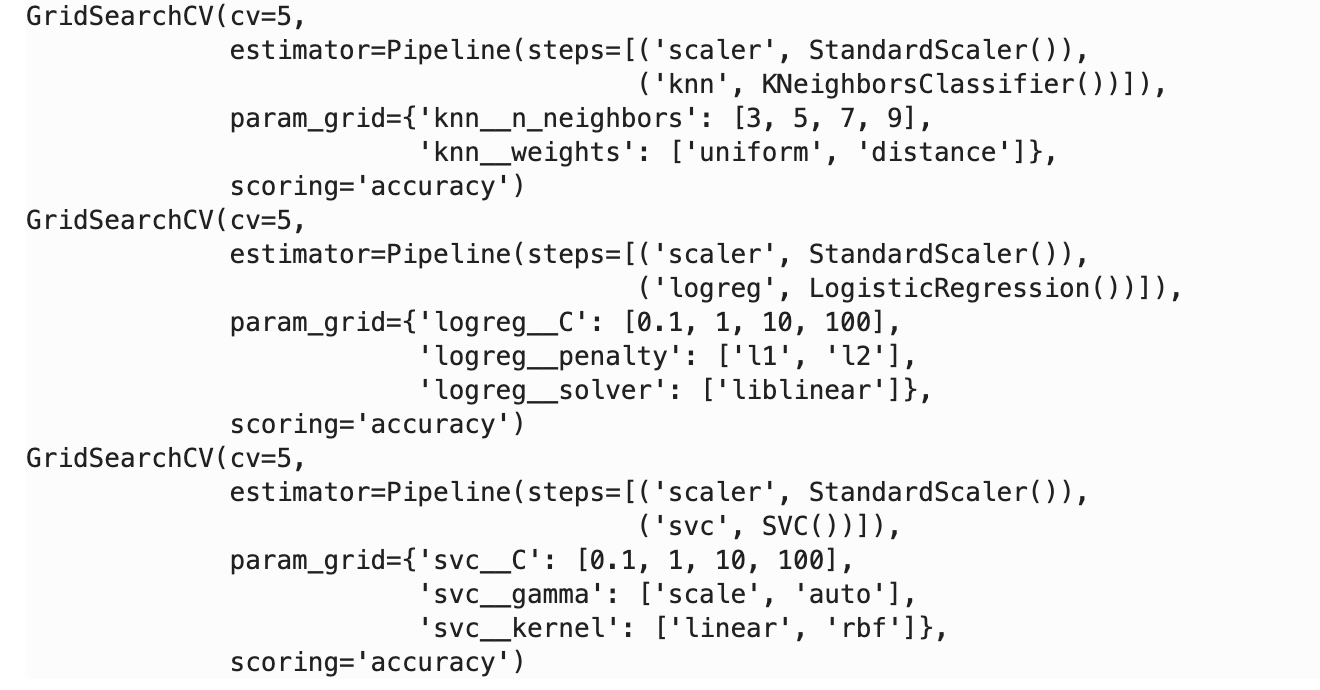 GridSearchCV(cv=5,
             estimator=Pipeline(steps=[('scaler', StandardScaler()),
                                       ('knn', KNeighborsClassifier())]),
             param_grid={'knn__n_neighbors': [3, 5, 7, 9],
                         'knn__weights': ['uniform', 'distance']},
             scoring='accuracy')
GridSearchCV(cv=5,
             estimator=Pipeline(steps=[('scaler', StandardScaler()),
                                       ('logreg', LogisticRegression())]),
             param_grid={'logreg__C': [0.1, 1, 10, 100],
                         'logreg__penalty': ['l1', 'l2'],
                         'logreg__solver': ['liblinear']},
             scoring='accuracy')
GridSearchCV(cv=5,
             estimator=Pipeline(steps=[('scaler', StandardScaler()),
                                       ('svc', SVC())]),
             param_grid={'svc__C': [0.1, 1, 10, 100],
                         'svc__gamma': ['scale', 'auto'],
                         'svc__kernel': ['linear', 'rbf']},
             scoring='accuracy')